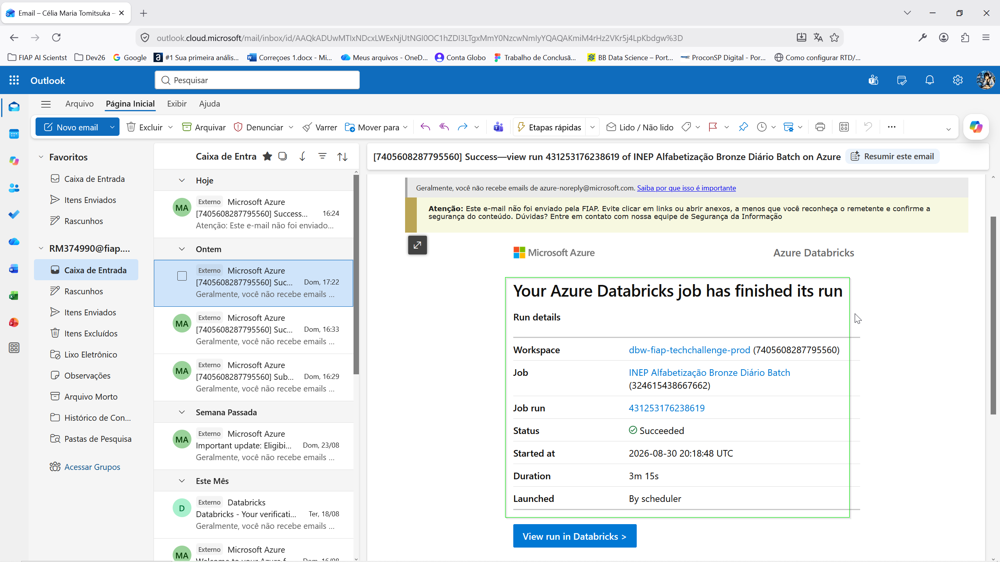 Email – Célia Maria Tomitsuka –
outlook.cloud.microsoft/mail/inbox/id/AAQkADUwMTIxNDcxLWExNjUtNGI0OC1hZDI3LTgxMmY0NzcwNmIyYQAQAKmiM4rHz2VKr5j4LpKbdgw%3D
FIAP AI Scientst
Dev26
Google
#1 Sua primeira anális...
Correçoes 1.docx - Mi...
Meus arquivos - OneD...
Conta Globo
Trabalho de Conclusã...
BB Data Science – Port...
ProconSP Digital - Por...
Como configurar RTD/...
Outlook
Pesquisar
Arquivo
Página Inicial
Exibir
Ajuda
Novo email
Excluir
Arquivar
Denunciar
Varrer
Mover para
Etapas rápidas
Lido / Não lido
Favoritos
Caixa de Entrada
Itens Enviados
Rascunhos
RM374990@fiap....
Caixa de Entrada
Rascunhos
Itens Enviados
Itens Excluídos
Lixo Eletrônico
Observações
Arquivo Morto
Histórico de Con...
Pastas de Pesquisa
Acessar Grupos
Caixa de Entra
Hoje
MA
Externo Microsoft Azure
[7405608287795560] Success... 16:24
Atenção: Este e-mail não foi enviado...
Ontem
Externo Microsoft Azure
[7405608287795560] Suc... Dom, 17:22
Geralmente, você não recebe emails ...
MA
Externo Microsoft Azure
[7405608287795560] Suc... Dom, 16:33
Geralmente, você não recebe emails ...
MA
Externo Microsoft Azure
[7405608287795560] Sub... Dom, 16:29
Geralmente, você não recebe emails ...
Semana Passada
MA
Externo Microsoft Azure
Important update: Eligibi... Dom, 23/08
Geralmente, você não recebe emails ...
Este Mês
D
Externo Databricks
Databricks - Your verificati... Ter, 18/08
Geralmente, você não recebe emails ...
MA
Externo Microsoft Azure
Welcome to your Azure f... Dom, 16/08
[7405608287795560] Success—view run 431253176238619 of INEP Alfabetização Bronze Diário Batch on Azure
Resumir este email
Geralmente, você não recebe emails de azure-noreply@microsoft.com. Saiba por que isso é importante
Atenção: Este e-mail não foi enviado pela FIAP. Evite clicar em links ou abrir anexos, a menos que você reconheça o remetente e confirme a
segurança do conteúdo. Dúvidas? Entre em contato com nossa equipe de Segurança da Informação
Microsoft Azure
Azure Databricks
Your Azure Databricks job has finished its run
Run details
Workspace dbw-fiap-techchallenge-prod (7405608287795560)
Job INEP Alfabetização Bronze Diário Batch
(324615438667662)
Job run 431253176238619
Status Succeeded
Started at 2026-08-30 20:18:48 UTC
Duration 3m 15s
Launched By scheduler
View run in Databricks >